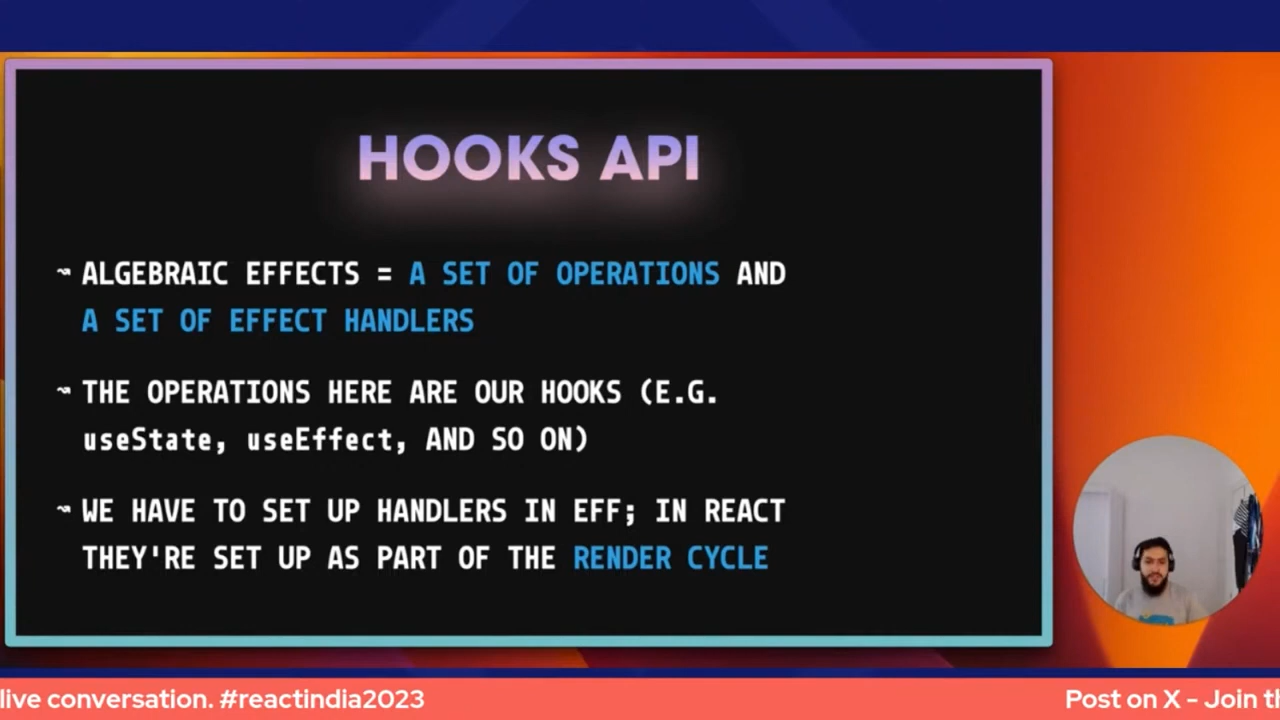 HOOKS API
↝ ALGEBRAIC EFFECTS = A SET OF OPERATIONS AND
A SET OF EFFECT HANDLERS
↝ THE OPERATIONS HERE ARE OUR HOOKS (E.G.
useState, useEffect, AND SO ON)
↝ WE HAVE TO SET UP HANDLERS IN EFF; IN REACT
THEY'RE SET UP AS PART OF THE RENDER CYCLE
live conversation. #reactindia2023
Post on X - Join th